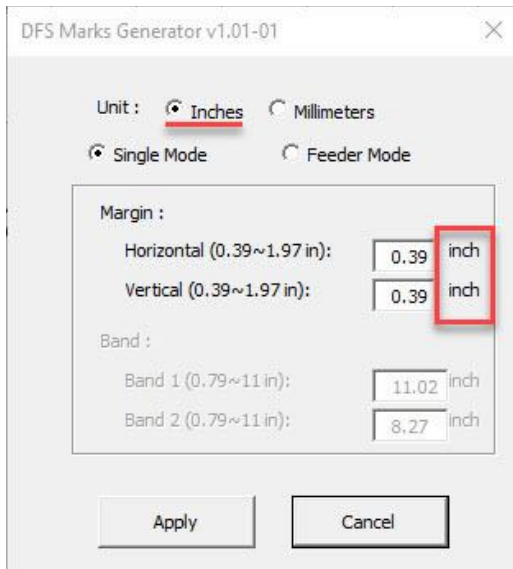 DFS Marks Generator v1.01-01
Unit : Inches Millimeters
Single Mode Feeder Mode
Margin :
Horizontal (0.39~1.97 in): 0.39 inch
Vertical (0.39~1.97 in): 0.39 inch
Band :
Band 1 (0.79~11 in): 11.02 inch
Band 2 (0.79~11 in): 8.27 inch
Apply Cancel